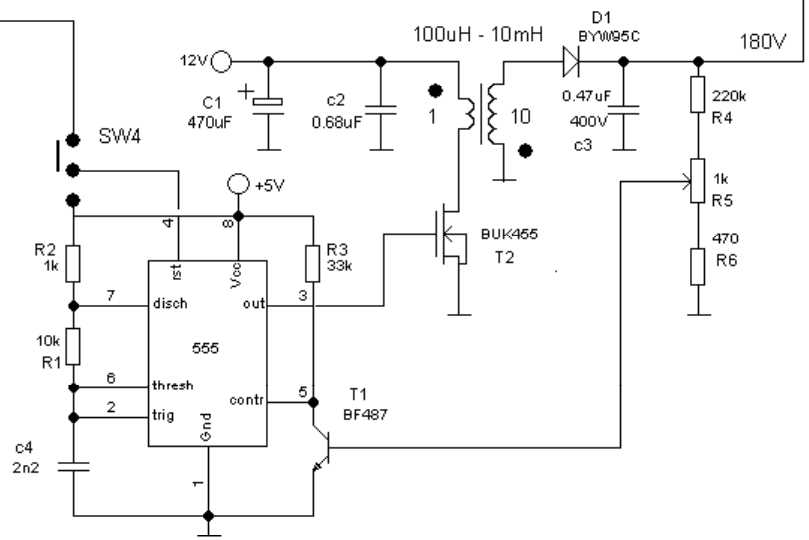 100uH - 10mH
D1
BYW95C
180V
12V
C1
470uF
c2
0.68uF
1
10
0.47uF
400V
c3
220k
R4
SW4
+5V
1k
R5
4
8
R2
1k
rst
Vcc
R3
33k
BUK455
T2
470
R6
7
disch
out
3
10k
R1
555
6
thresh
2
trig
contr
5
T1
BF487
Gnd
c4
2n2
1